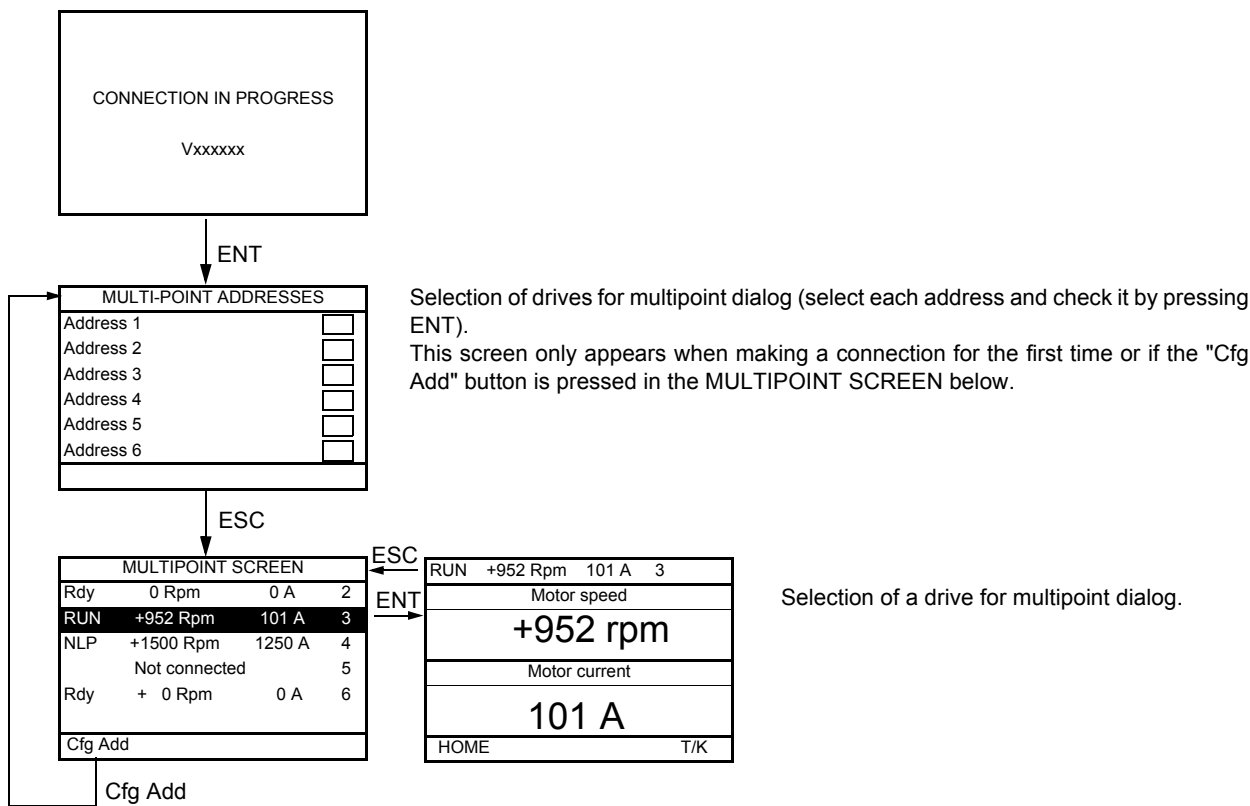 CONNECTION IN PROGRESS
Vxxxxxx
ENT
MULTI-POINT ADDRESSES
Address 1
Address 2
Address 3
Address 4
Address 5
Address 6
Selection of drives for multipoint dialog (select each address and check it by pressing
ENT).
This screen only appears when making a connection for the first time or if the "Cfg
Add" button is pressed in the MULTIPOINT SCREEN below.
ESC
MULTIPOINT SCREEN
Rdy 0 Rpm 0 A 2
RUN +952 Rpm 101 A 3
NLP +1500 Rpm 1250 A 4
Not connected 5
Rdy + 0 Rpm 0 A 6
Cfg Add
ESC
ENT
RUN +952 Rpm 101 A 3
Motor speed
+952 rpm
Motor current
101 A
HOME T/K
Selection of a drive for multipoint dialog.
Cfg Add